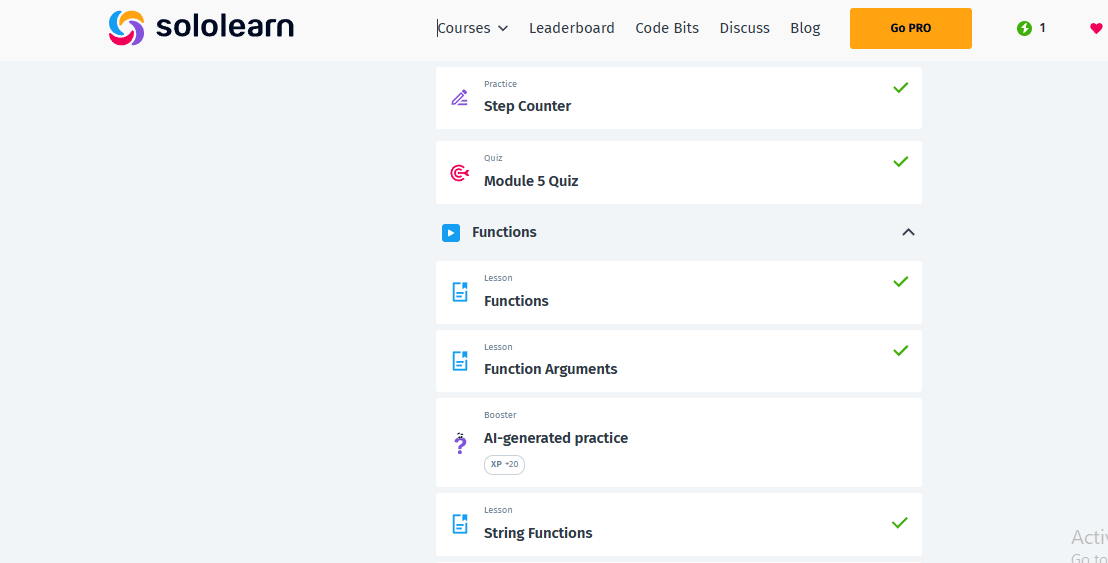 sololearn
Courses Leaderboard Code Bits Discuss Blog Go PRO 1
Practice
Step Counter
Quiz
Module 5 Quiz
Functions
Lesson
Functions
Lesson
Function Arguments
Booster
AI-generated practice
XP +20
Lesson
String Functions
Activ
Go to